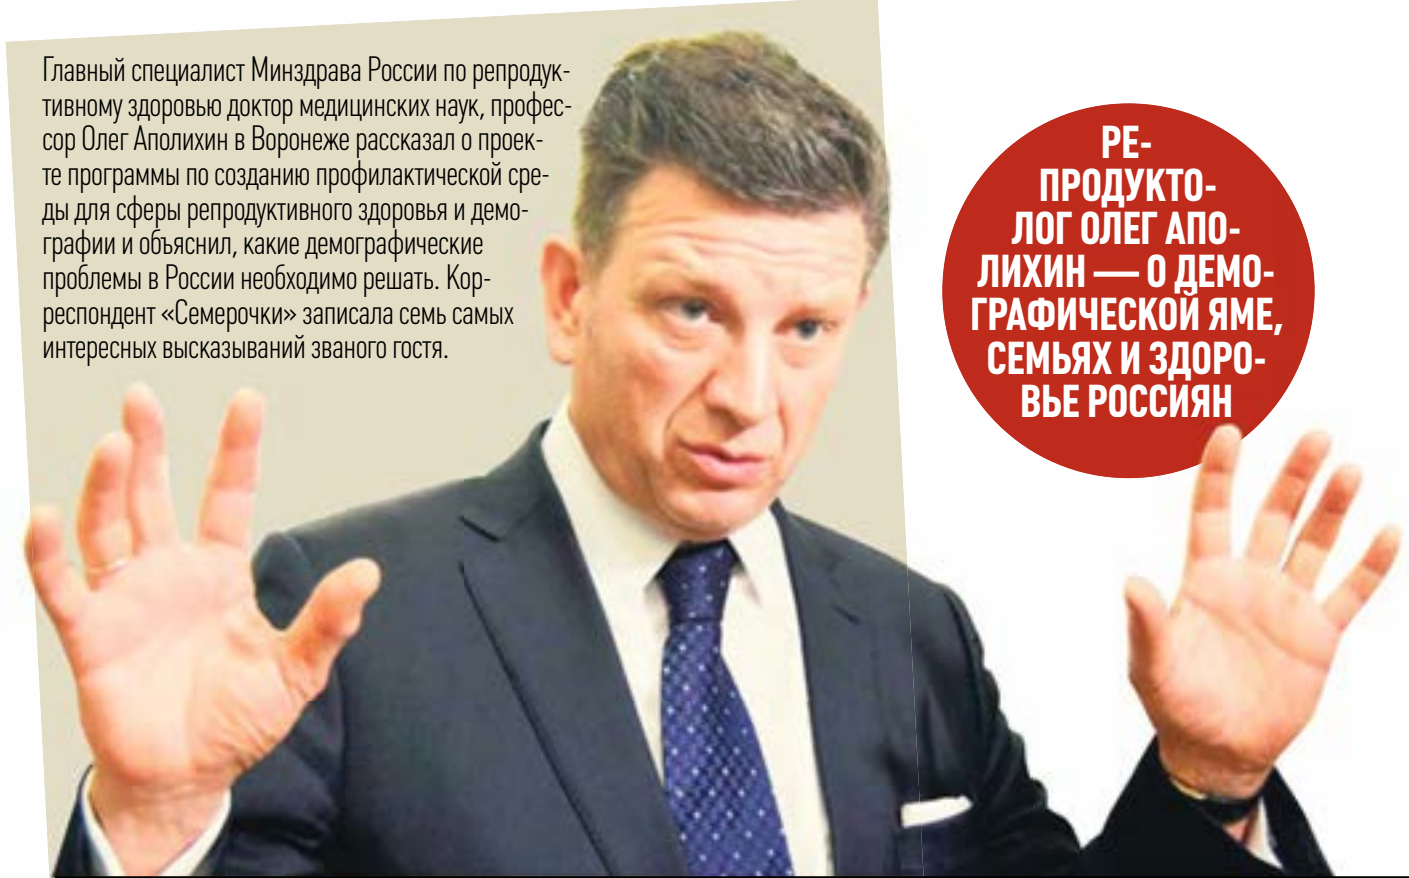 Главный специалист Минздрава России по репродук-
тивному здоровью доктор медицинских наук, профес-
сор Олег Аполихин в Воронеже рассказал о проек-
те программы по созданию профилактической сре-
ды для сферы репродуктивного здоровья и демо-
графии и объяснил, какие демографические
проблемы в России необходимо решать. Кор-
респондент «Семерочки» записала семь самых
интересных высказываний званого гостя.
РЕ-
ПРОДУКТО-
ЛОГ ОЛЕГ АПО-
ЛИХИН — О ДЕМО-
ГРАФИЧЕСКОЙ ЯМЕ,
СЕМЬЯХ И ЗДОРО-
ВЬЕ РОССИЯН